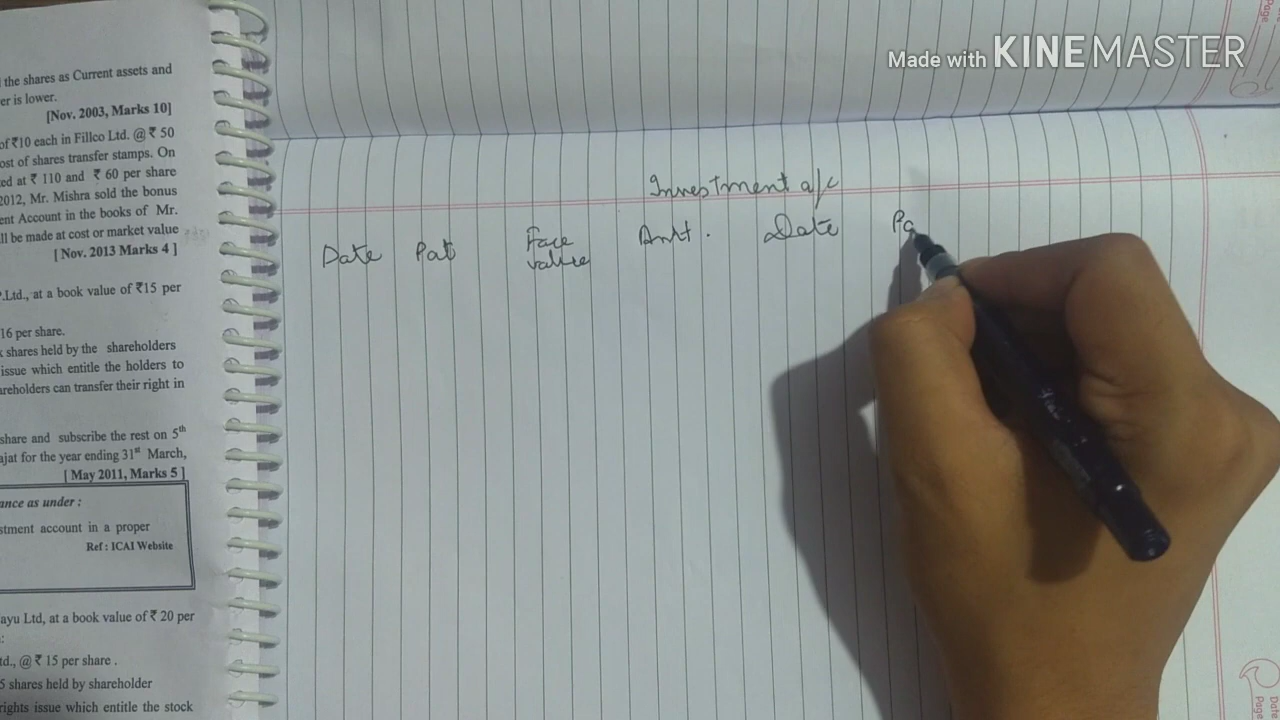 the shares as Current assets and
er is lower.
[Nov. 2003, Marks 10]
of ₹10 each in Fillco Ltd. @ ₹ 50
ost of shares transfer stamps. On
ed at ₹ 110 and ₹ 60 per share
2012, Mr. Mishra sold the bonus
ent Account in the books of Mr.
ll be made at cost or market value
[ Nov. 2013 Marks 4 ]
P.Ltd., at a book value of ₹15 per
16 per share.
shares held by the shareholders
issue which entitle the holders to
areholders can transfer their right in
share and subscribe the rest on 5th
ajat for the year ending 31st March,
[ May 2011, Marks 5 ]
ance as under :
stment account in a proper
Ref : ICAI Website
ayu Ltd, at a book value of ₹ 20 per
:
td., @ ₹ 15 per share .
5 shares held by shareholder
rights issue which entitle the stock
Made with KINEMASTER
Investment a/c
Date Pat Face value Amt. Date Pa
Page
Date
Page